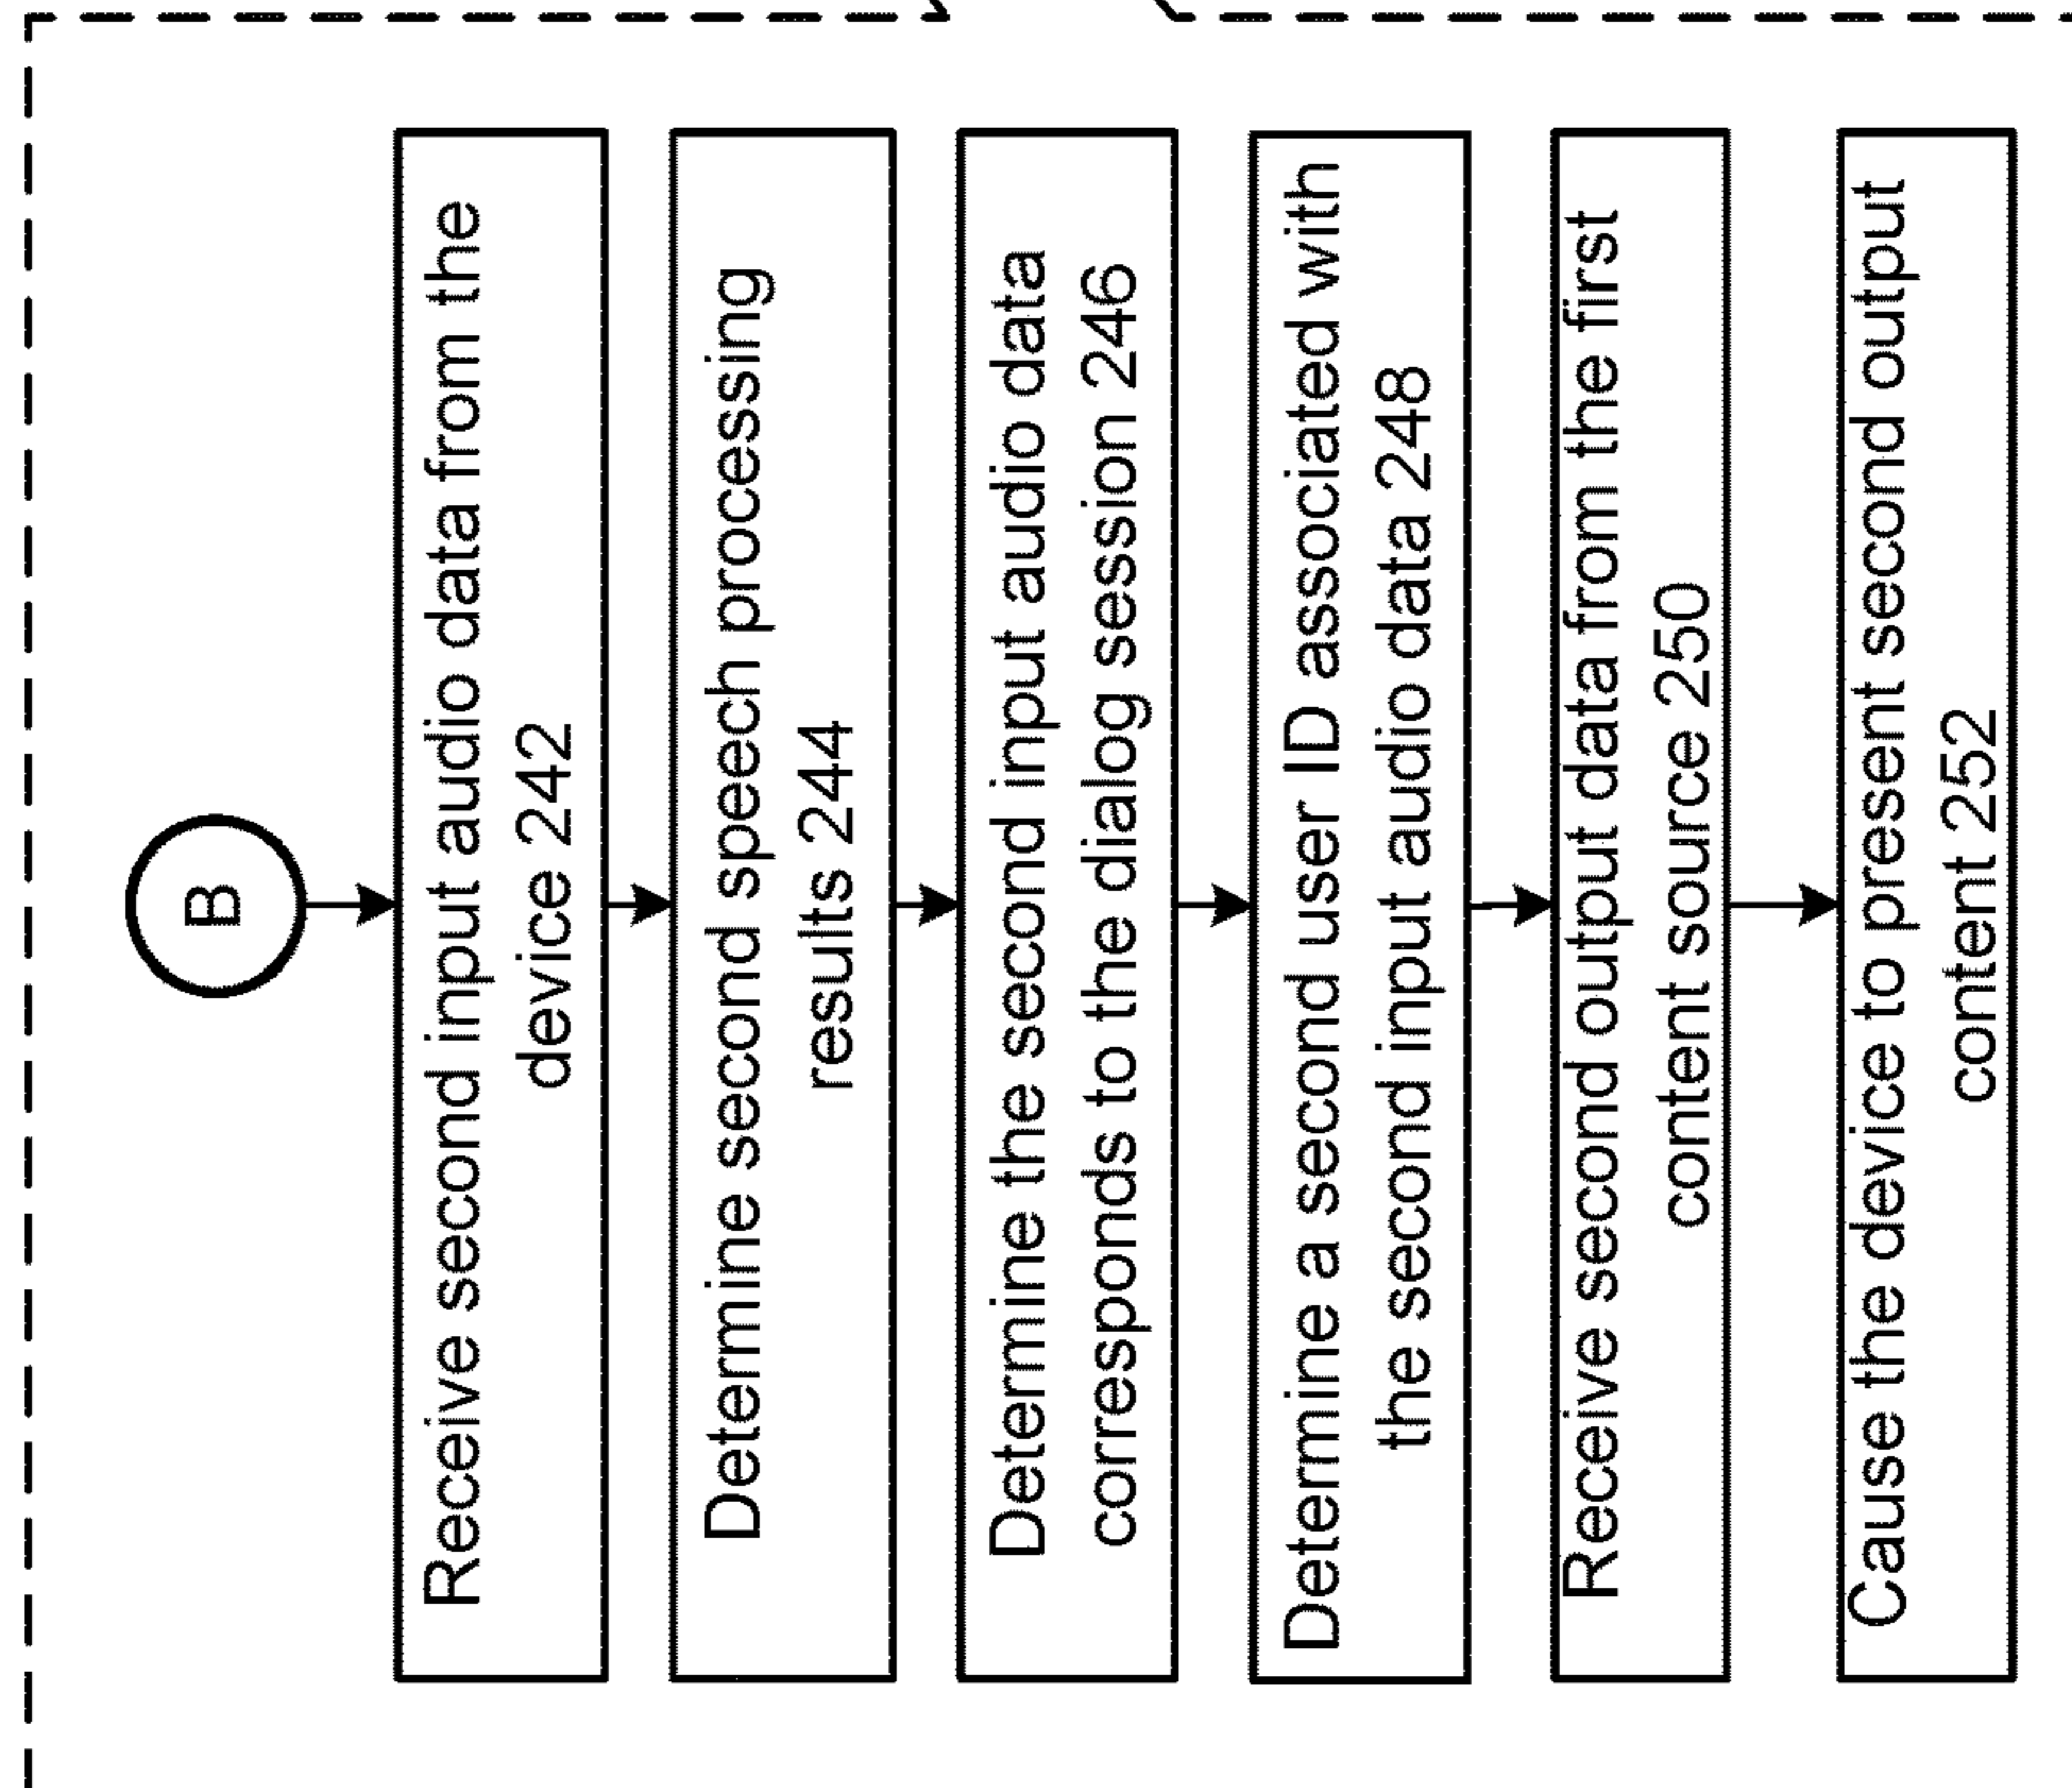 B
Receive second input audio data from the
device 242
Determine second speech processing
results 244
Determine the second input audio data
corresponds to the dialog session 246
Determine a second user ID associated with
the second input audio data 248
Receive second output data from the first
content source 250
Cause the device to present second output
content 252